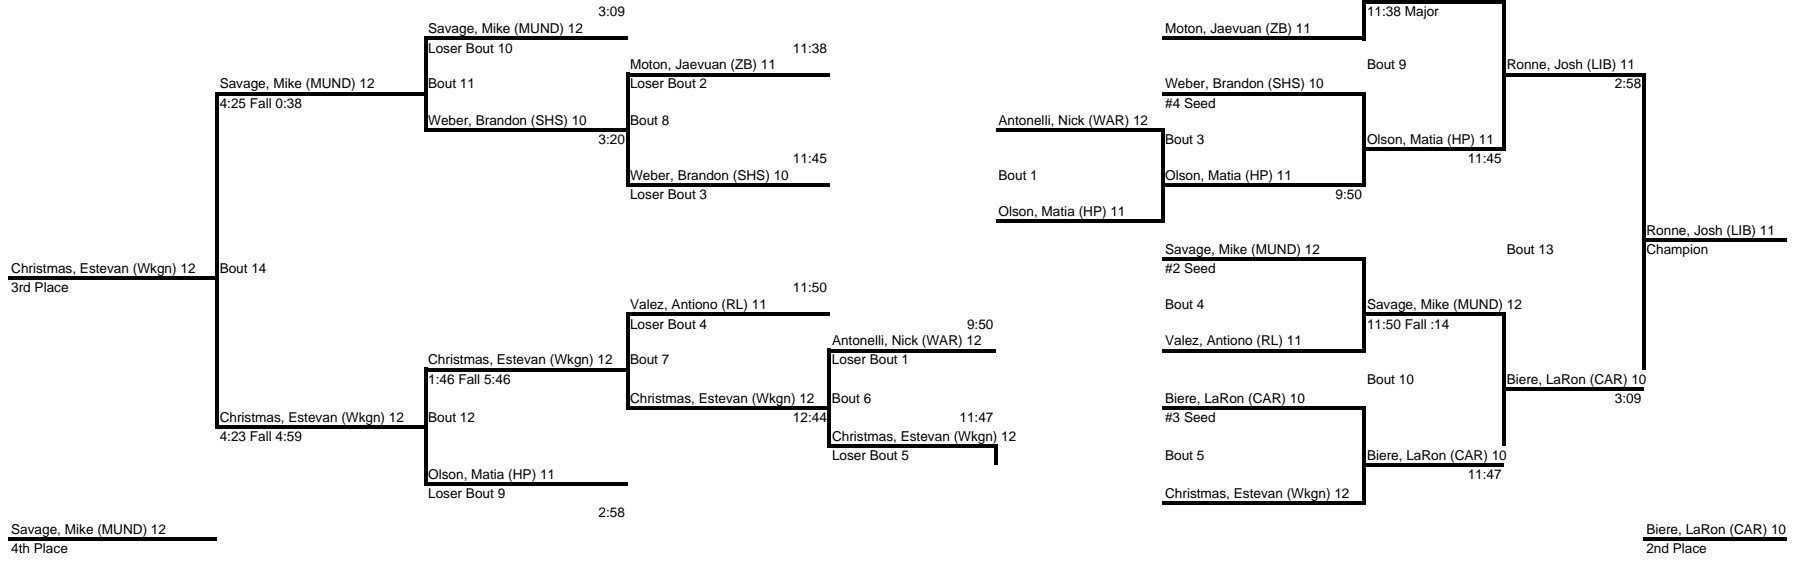 3:09
11:38 Major
Savage, Mike (MUND) 12
Moton, Jaevuan (ZB) 11
Loser Bout 10
11:38
Moton, Jaevuan (ZB) 11
Bout 9
Ronne, Josh (LIB) 11
Savage, Mike (MUND) 12
Bout 11
Loser Bout 2
Weber, Brandon (SHS) 10
2:58
4:25 Fall 0:38
#4 Seed
Weber, Brandon (SHS) 10
Bout 8
Antonelli, Nick (WAR) 12
3:20
Bout 3
Olson, Matia (HP) 11
11:45
11:45
Weber, Brandon (SHS) 10
Bout 1
Olson, Matia (HP) 11
Loser Bout 3
9:50
Olson, Matia (HP) 11
Ronne, Josh (LIB) 11
Savage, Mike (MUND) 12
Bout 13
Champion
Christmas, Estevan (Wkgn) 12
Bout 14
#2 Seed
3rd Place
11:50
Valez, Antiono (RL) 11
Bout 4
Savage, Mike (MUND) 12
Loser Bout 4
9:50
11:50 Fall :14
Antonelli, Nick (WAR) 12
Valez, Antiono (RL) 11
Christmas, Estevan (Wkgn) 12
Bout 7
Loser Bout 1
1:46 Fall 5:46
Bout 10
Biere, LaRon (CAR) 10
Christmas, Estevan (Wkgn) 12
Bout 6
Biere, LaRon (CAR) 10
3:09
Christmas, Estevan (Wkgn) 12
Bout 12
12:44
11:47
#3 Seed
4:23 Fall 4:59
Christmas, Estevan (Wkgn) 12
Loser Bout 5
Bout 5
Biere, LaRon (CAR) 10
Olson, Matia (HP) 11
11:47
Loser Bout 9
Christmas, Estevan (Wkgn) 12
2:58
Savage, Mike (MUND) 12
Biere, LaRon (CAR) 10
4th Place
2nd Place